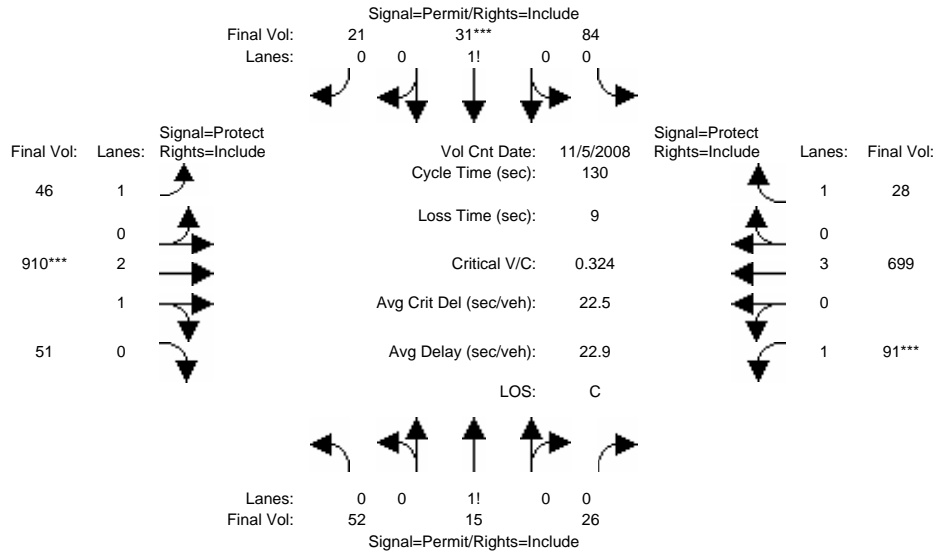 Signal=Permit/Rights=Include
Final Vol: 21 31*** 84
Lanes: 0 0 1! 0 0
Signal=Protect Signal=Protect
Final Vol: Lanes: Rights=Include Vol Cnt Date: 11/5/2008 Rights=Include Lanes: Final Vol:
Cycle Time (sec): 130
46 1 1 28
Loss Time (sec): 9
0 0
910*** 2 Critical V/C: 0.324 3 699
1 Avg Crit Del (sec/veh): 22.5 0
51 0 Avg Delay (sec/veh): 22.9 1 91***
LOS: C
Lanes: 0 0 1! 0 0
Final Vol: 52 15 26
Signal=Permit/Rights=Include